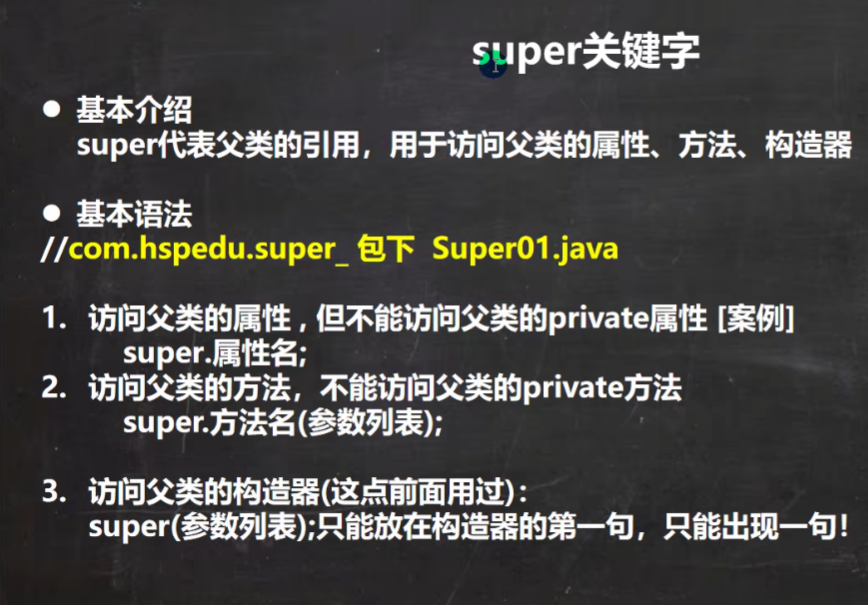 super关键字
● 基本介绍
super代表父类的引用，用于访问父类的属性、方法、构造器
● 基本语法
//com.hspedu.super_ 包下 Super01.java
1. 访问父类的属性 , 但不能访问父类的private属性 [案例]
super.属性名;
2. 访问父类的方法，不能访问父类的private方法
super.方法名(参数列表);
3. 访问父类的构造器(这点前面用过)：
super(参数列表);只能放在构造器的第一句，只能出现一句！